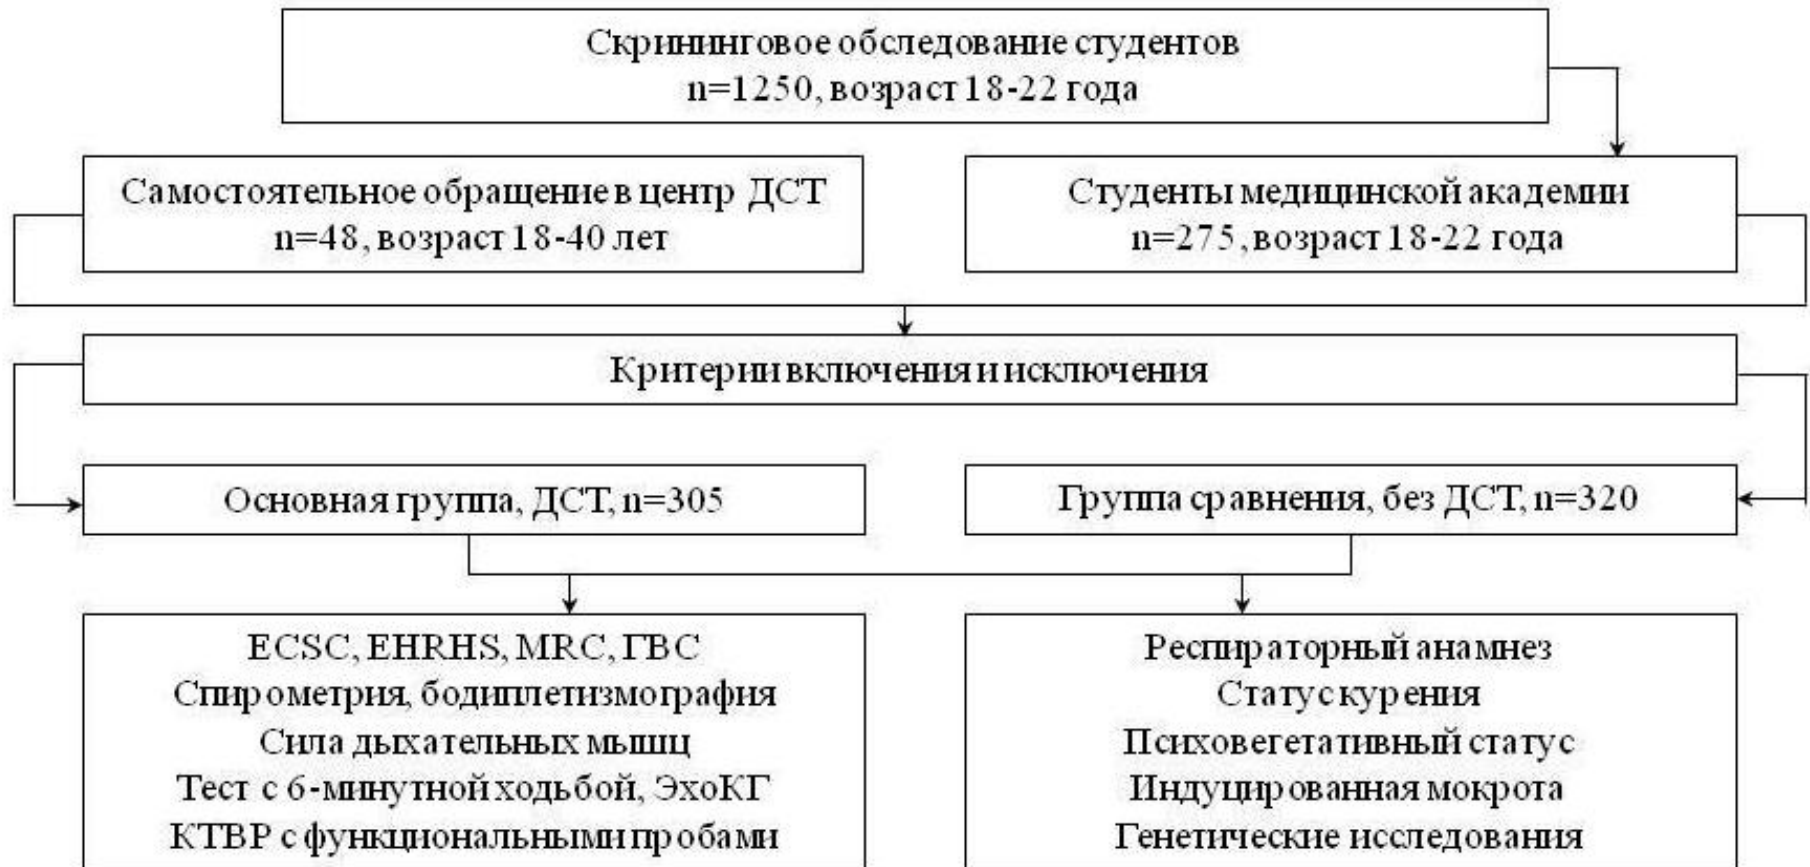 Скрининговое обследование студентов
n=1250, возраст 18-22 года
Самостоятельное обращение в центр ДСТ
n=48, возраст 18-40 лет
Студенты медицинской академии
n=275, возраст 18-22 года
Критерии включения и исключения
Основная группа, ДСТ, n=305
Группа сравнения, без ДСТ, n=320
ECSC, EHRHS, MRC, ГВС
Спирометрия, бодиплетизмография
Сила дыхательных мышц
Тест с 6-минутной ходьбой, ЭхоКГ
КТВР с функциональными пробами
Респираторный анамнез
Статус курения
Психовегетативный статус
Индуцированная мокрота
Генетические исследования